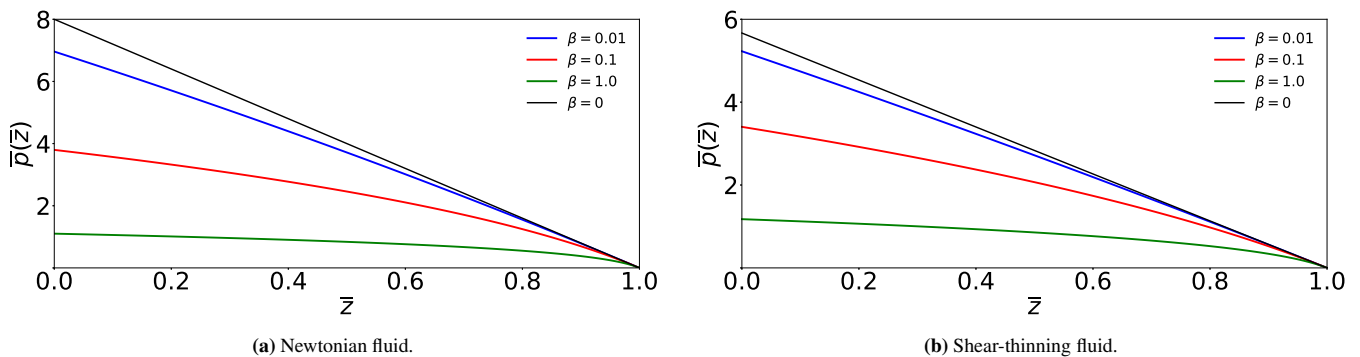 8
6
4
2
p̅(z̅)
β = 0.01
β = 0.1
β = 1.0
β = 0
0.0 0.2 0.4 0.6 0.8 1.0
z̅
(a) Newtonian fluid.
6
4
2
p̅(z̅)
β = 0.01
β = 0.1
β = 1.0
β = 0
0.0 0.2 0.4 0.6 0.8 1.0
z̅
(b) Shear-thinning fluid.